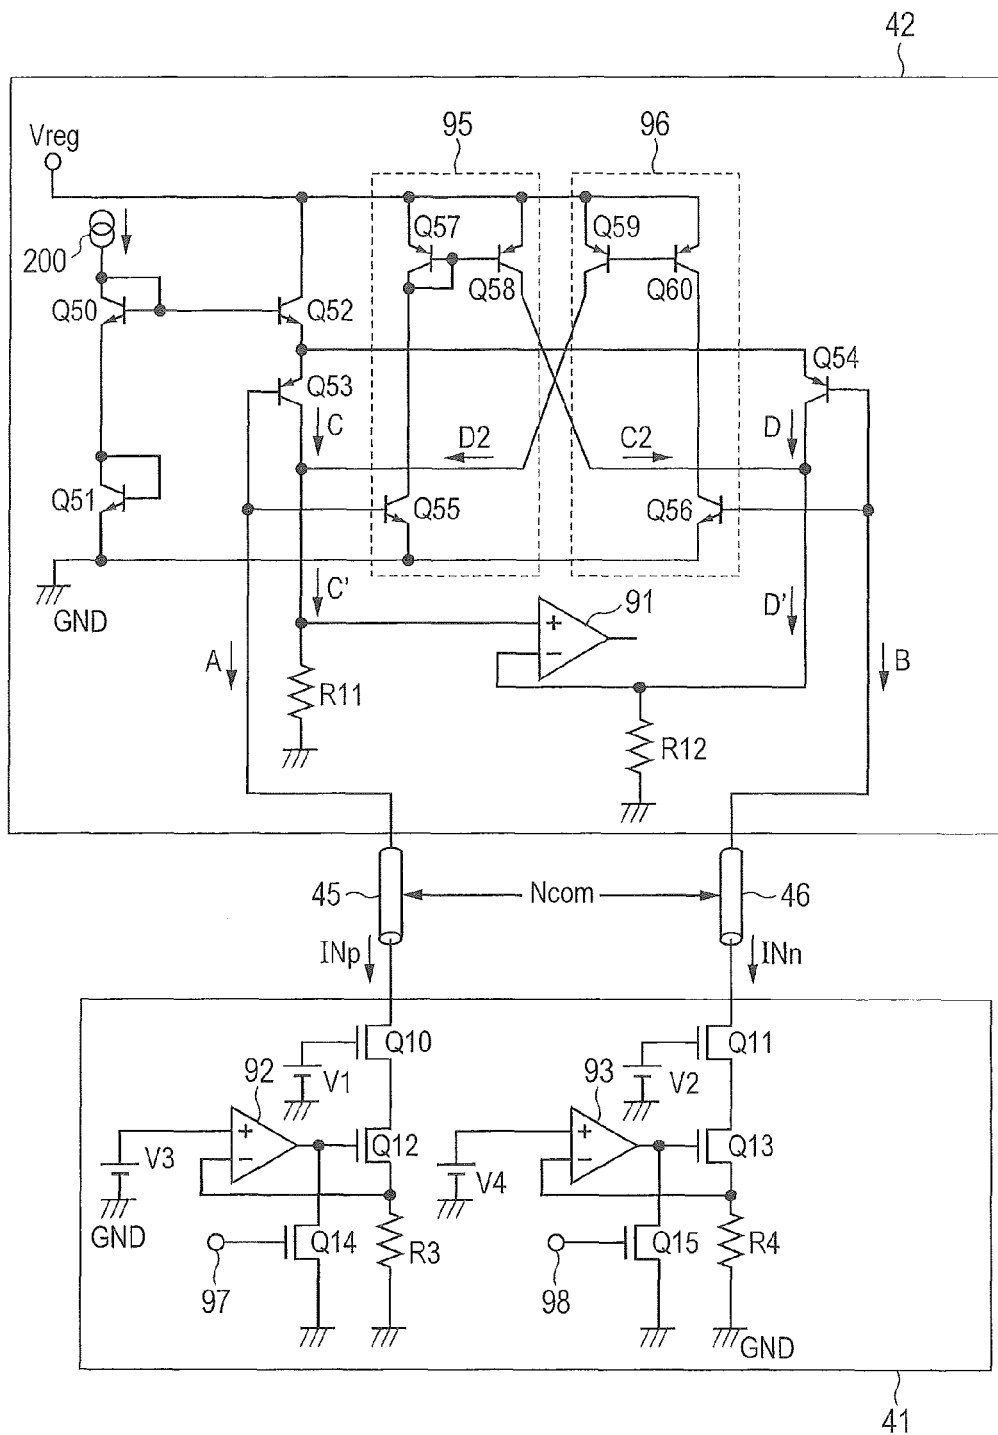 42
Vreg
95
96
200
Q57
Q58
Q59
Q60
Q50
Q52
Q53
Q54
C
D2
C2
D
Q51
Q55
Q56
GND
C'
91
D'
+
−
A
B
R11
R12
45
Ncom
46
INp
INn
Q10
Q11
V1
V2
92
93
+
−
+
−
Q12
Q13
V3
V4
GND
Q14
Q15
R3
R4
97
98
GND
41